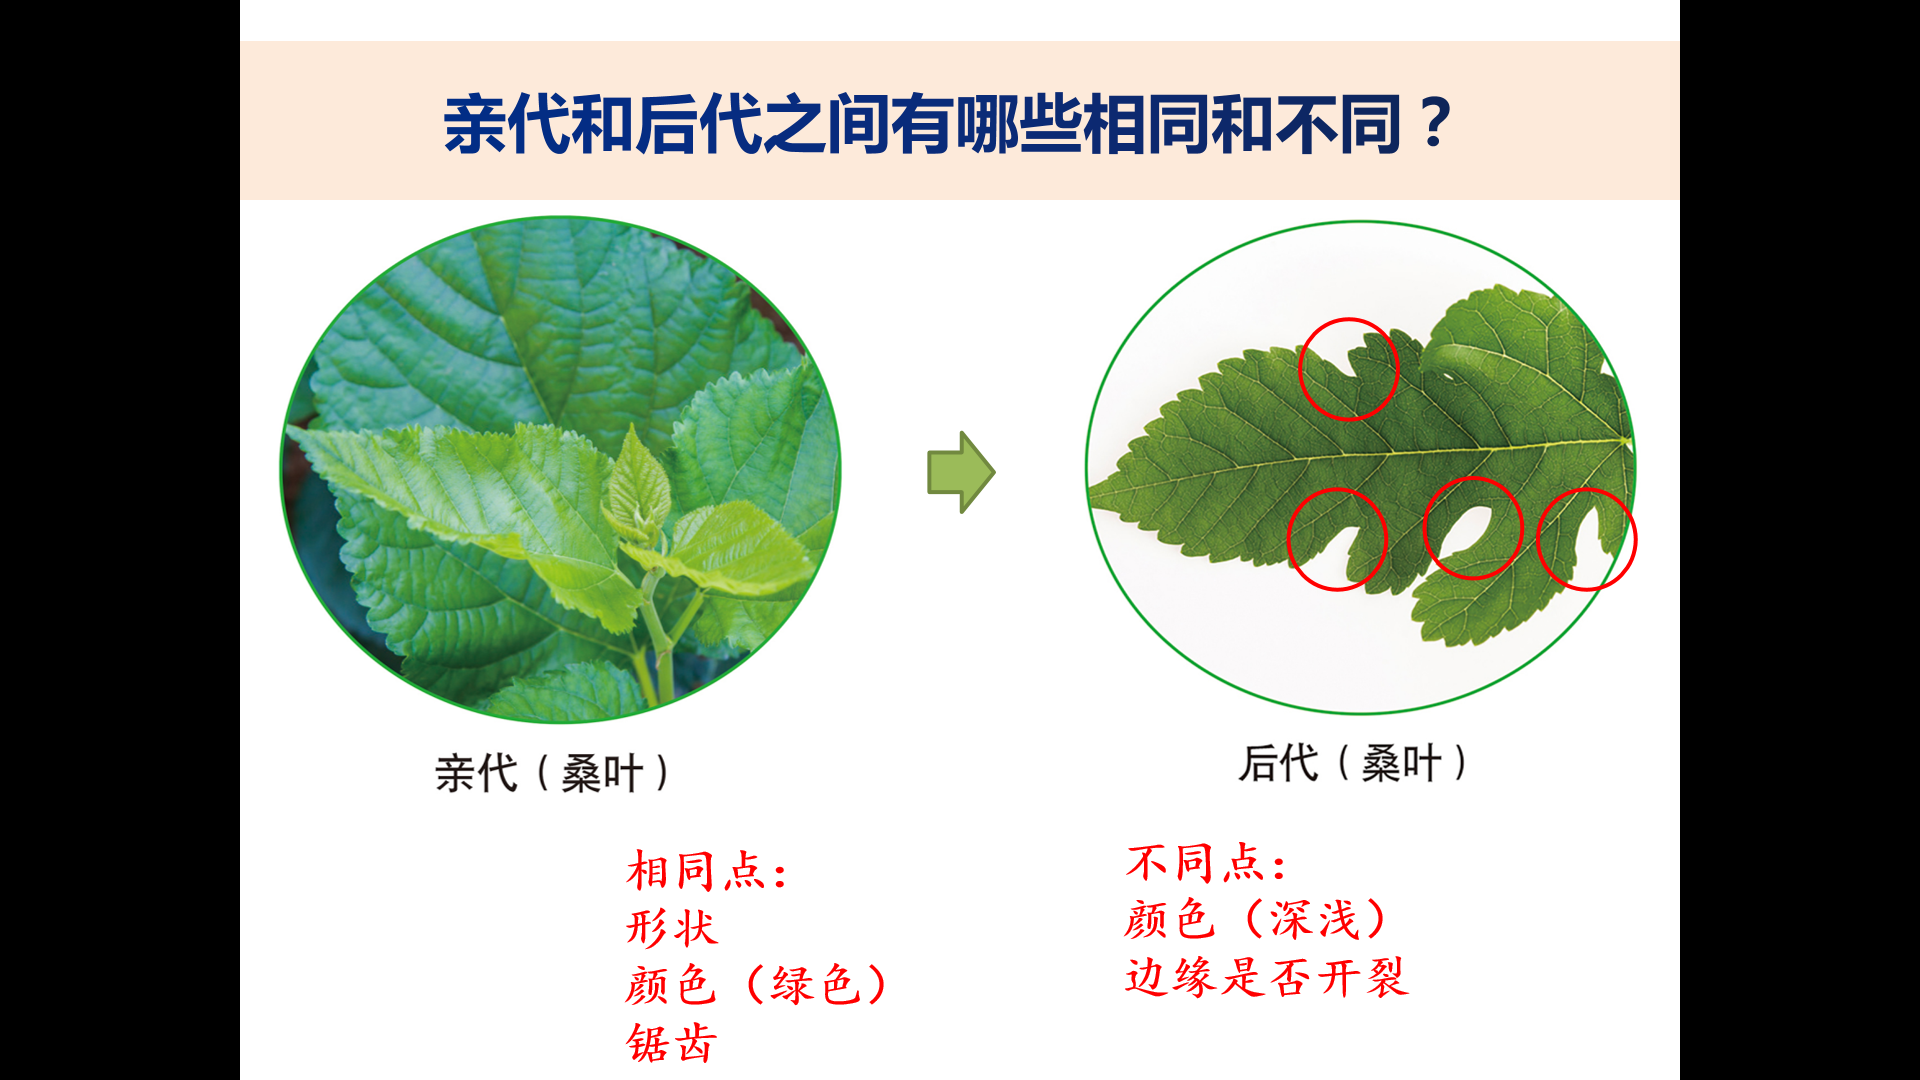 亲代和后代之间有哪些相同和不同？
亲代（桑叶）
后代（桑叶）
相同点：
形状
颜色（绿色）
锯齿
不同点：
颜色（深浅）
边缘是否开裂